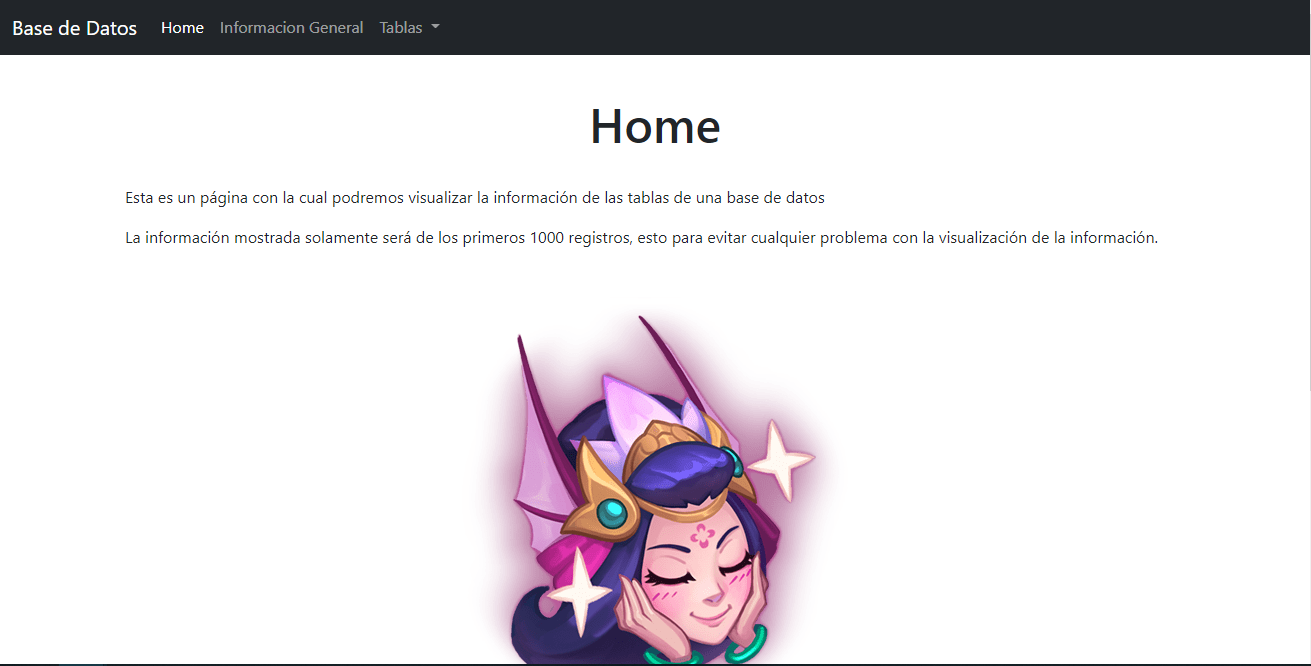 Base de Datos Home Informacion General Tablas
Home
Esta es un página con la cual podremos visualizar la información de las tablas de una base de datos
La información mostrada solamente será de los primeros 1000 registros, esto para evitar cualquier problema con la visualización de la información.